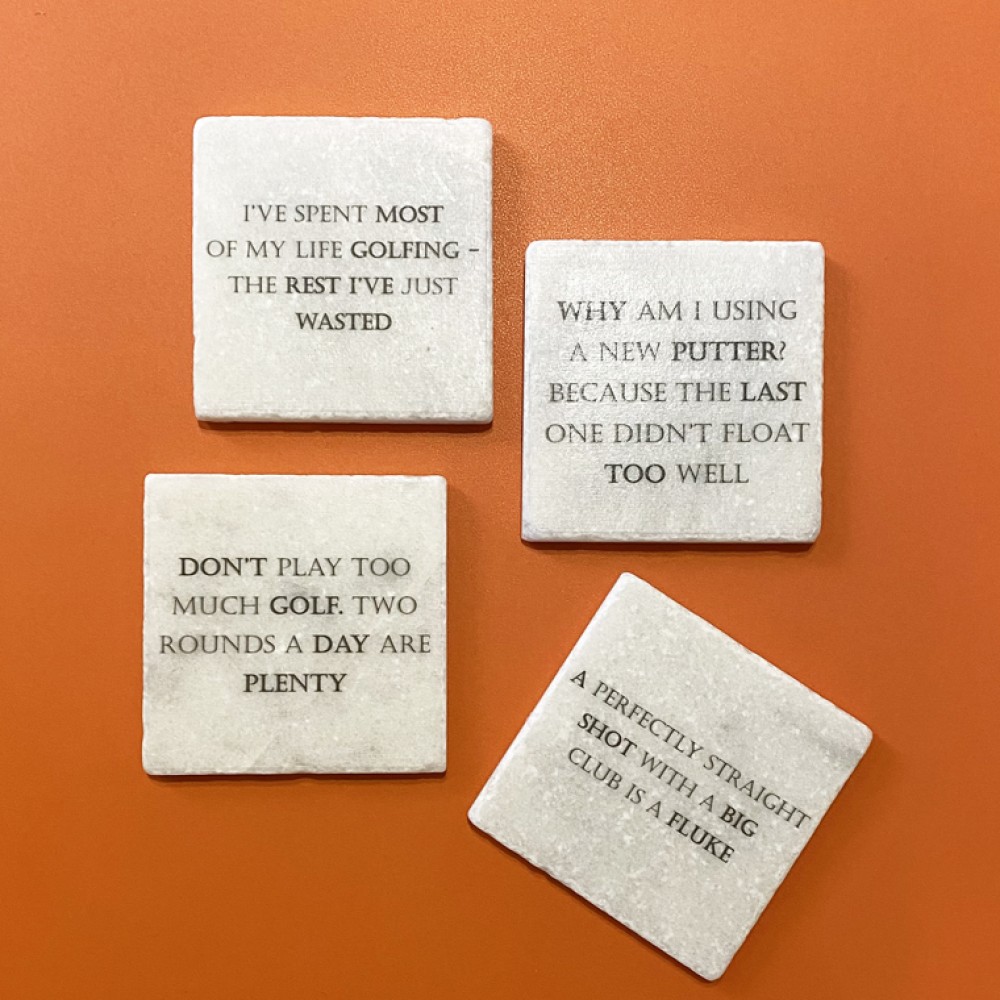 I'VE SPENT MOST
OF MY LIFE GOLFING –
THE REST I'VE JUST
WASTED
WHY AM I USING
A NEW PUTTER?
BECAUSE THE LAST
ONE DIDN'T FLOAT
TOO WELL
DON'T PLAY TOO
MUCH GOLF. TWO
ROUNDS A DAY ARE
PLENTY
A PERFECTLY STRAIGHT
SHOT WITH A BIG
CLUB IS A FLUKE